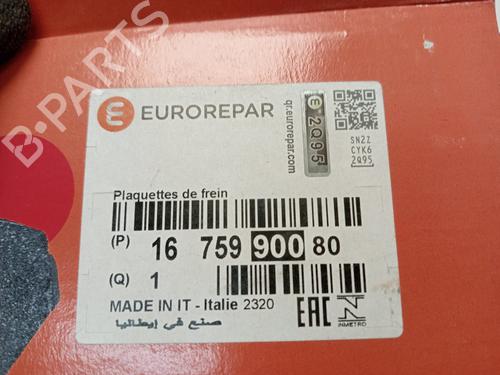 EUROREPAR
qr.eurorepar.com
2Q95
SN2Z
CYK6
2Q95
Plaquettes de frein
(P) 16 759 900 80
(Q) 1
MADE IN IT - Italie 2320
صنع في إيطاليا
EAC
INMETRO
B-PARTS